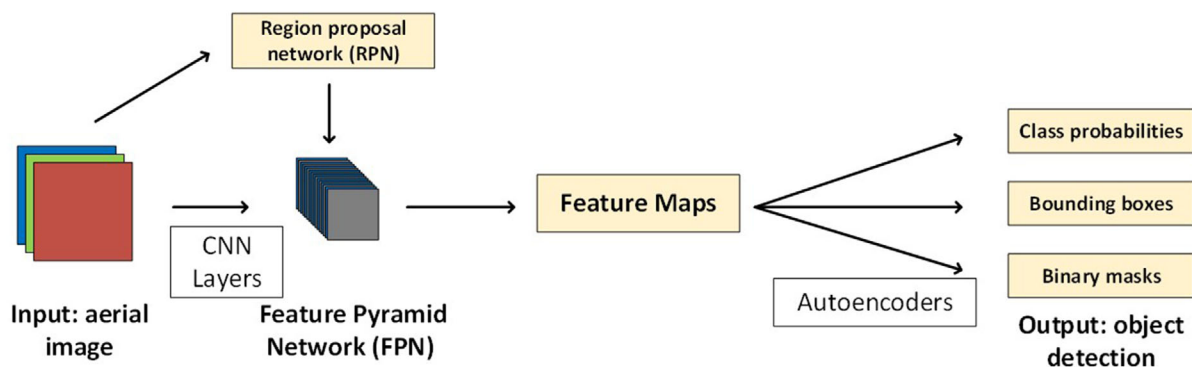 Region proposal
network (RPN)
Class probabilities
Feature Maps
Bounding boxes
CNN
Layers
Binary masks
Autoencoders
Input: aerial
image
Feature Pyramid
Network (FPN)
Output: object
detection